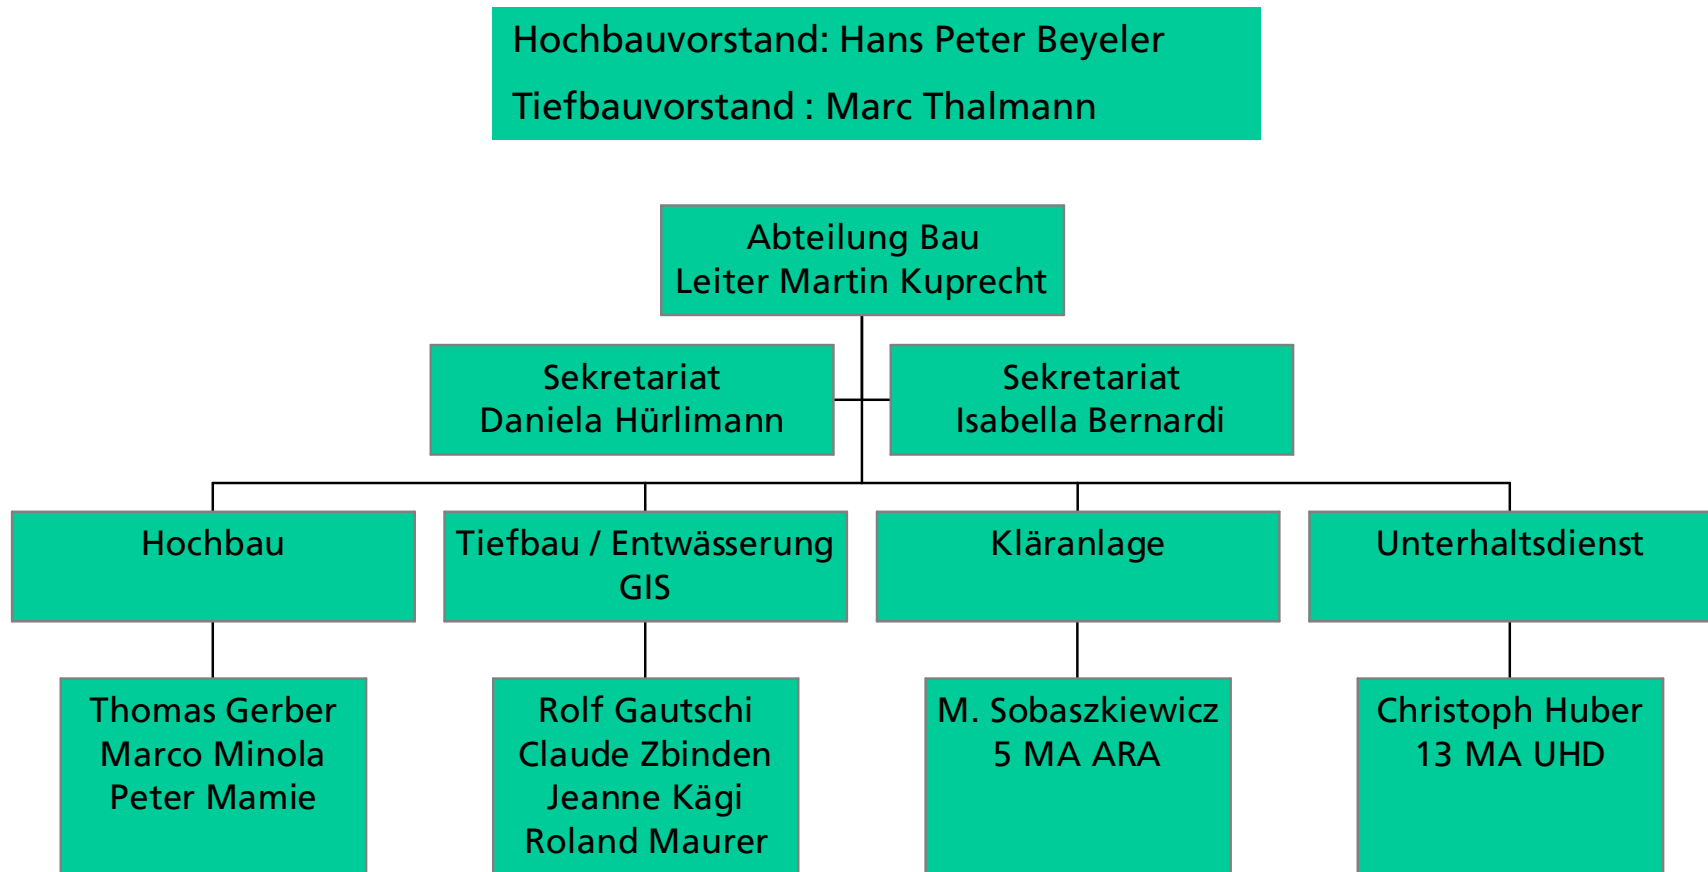 Hochbauvorstand: Hans Peter Beyeler
Tiefbauvorstand : Marc Thalmann
Abteilung Bau
Leiter Martin Kuprecht
Sekretariat
Daniela Hürlimann
Sekretariat
Isabella Bernardi
Hochbau
Tiefbau / Entwässerung
GIS
Kläranlage
Unterhaltsdienst
Thomas Gerber
Marco Minola
Peter Mamie
Rolf Gautschi
Claude Zbinden
Jeanne Kägi
Roland Maurer
M. Sobaszkiewicz
5 MA ARA
Christoph Huber
13 MA UHD